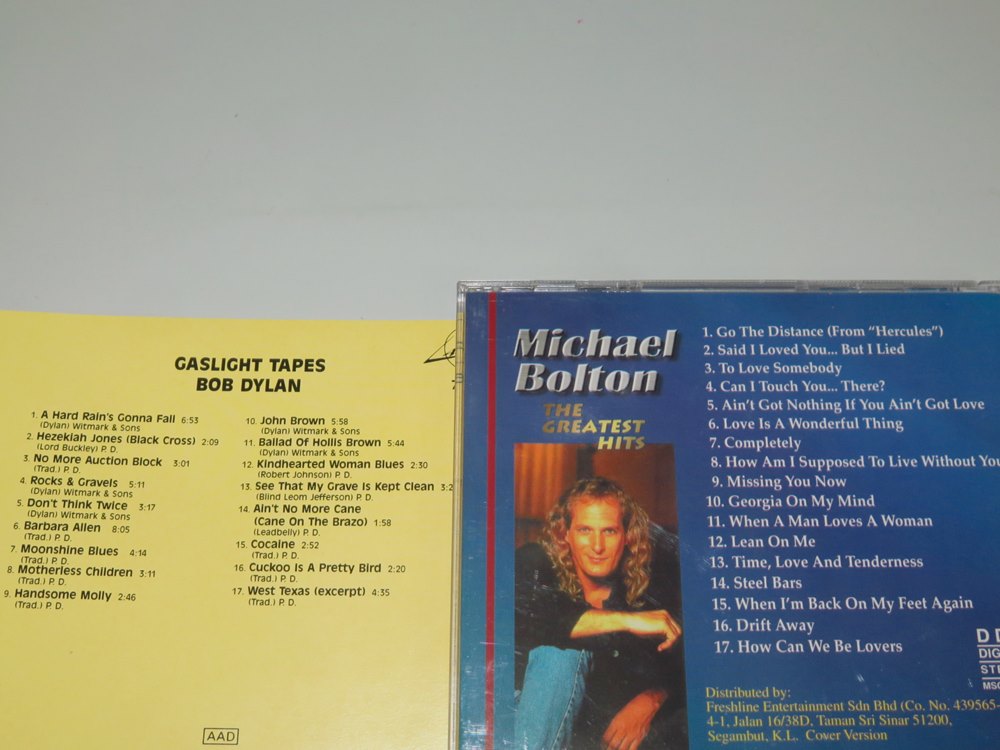 GASLIGHT TAPES
BOB DYLAN
1. A Hard Rain's Gonna Fall 6:53
(Dylan) Witmark & Sons
2. Hezekiah Jones (Black Cross) 2:09
(Lord Buckley) P. D.
3. No More Auction Block 3:01
(Trad.) P. D.
4. Rocks & Gravels 5:11
(Dylan) Witmark & Sons
5. Don't Think Twice 3:17
(Dylan) Witmark & Sons
6. Barbara Allen 8:05
(Trad.) P. D.
7. Moonshine Blues 4:14
(Trad.) P. D.
8. Motherless Children 3:11
(Trad.) P. D.
9. Handsome Molly 2:46
(Trad.) P. D.
10. John Brown 5:58
(Dylan) Witmark & Sons
11. Ballad Of Hollis Brown 5:44
(Dylan) Witmark & Sons
12. Kindhearted Woman Blues 2:30
(Robert Johnson) P. D.
13. See That My Grave Is Kept Clean 3:2
(Blind Leom Jefferson) P. D.
14. Ain't No More Cane
(Cane On The Brazo) 1:58
(Leadbelly) P. D.
15. Cocaine 2:52
(Trad.) P. D.
16. Cuckoo Is A Pretty Bird 2:20
(Trad.) P. D.
17. West Texas (excerpt) 4:35
(Trad.) P. D.
AAD
Michael
Bolton
THE
GREATEST
HITS
1. Go The Distance (From “Hercules”)
2. Said I Loved You... But I Lied
3. To Love Somebody
4. Can I Touch You... There?
5. Ain't Got Nothing If You Ain't Got Love
6. Love Is A Wonderful Thing
7. Completely
8. How Am I Supposed To Live Without You
9. Missing You Now
10. Georgia On My Mind
11. When A Man Loves A Woman
12. Lean On Me
13. Time, Love And Tenderness
14. Steel Bars
15. When I'm Back On My Feet Again
16. Drift Away
17. How Can We Be Lovers
Distributed by:
Freshline Entertainment Sdn Bhd (Co. No. 439565-
4-1, Jalan 16/38D, Taman Sri Sinar 51200,
Segambut, K.L. Cover Version